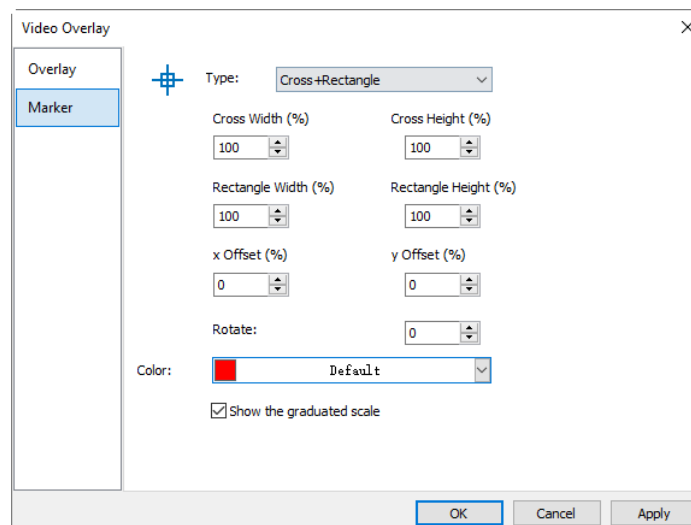 Video Overlay
Overlay
Marker
Type: Cross+Rectangle
Cross Width (%) Cross Height (%)
100 100
Rectangle Width (%) Rectangle Height (%)
100 100
x Offset (%) y Offset (%)
0 0
Rotate: 0
Color: Default
Show the graduated scale
OK Cancel Apply